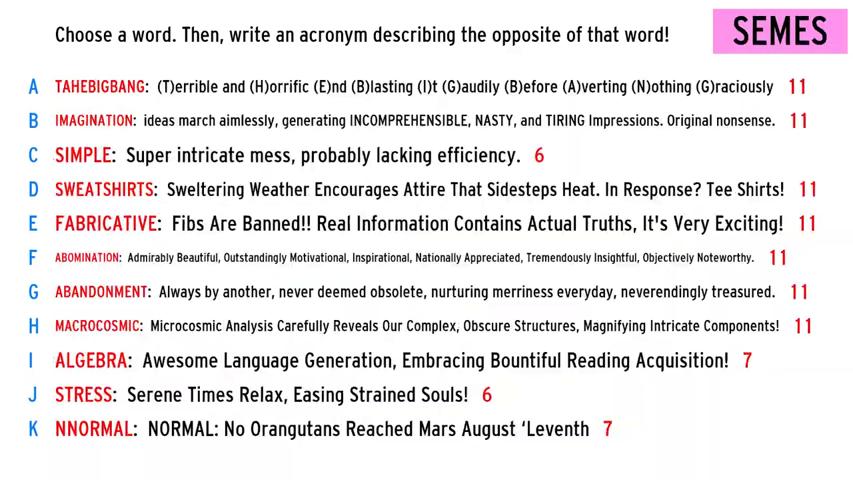 Choose a word. Then, write an acronym describing the opposite of that word!
SEMES
A TAHEBIGBANG: (T)errible and (H)orrific (E)nd (B)lasting (I)t (G)audily (B)efore (A)verting (N)othing (G)raciously 11
B IMAGINATION: ideas march aimlessly, generating INCOMPREHENSIBLE, NASTY, and TIRING Impressions. Original nonsense. 11
C SIMPLE: Super intricate mess, probably lacking efficiency. 6
D SWEATSHIRTS: Sweltering Weather Encourages Attire That Sidesteps Heat. In Response? Tee Shirts! 11
E FABRICATIVE: Fibs Are Banned!! Real Information Contains Actual Truths, It's Very Exciting! 11
F ABOMINATION: Admirably Beautiful, Outstandingly Motivational, Inspirational, Nationally Appreciated, Tremendously Insightful, Objectively Noteworthy. 11
G ABANDONMENT: Always by another, never deemed obsolete, nurturing merriness everyday, neverendingly treasured. 11
H MACROCOSMIC: Microcosmic Analysis Carefully Reveals Our Complex, Obscure Structures, Magnifying Intricate Components! 11
I ALGEBRA: Awesome Language Generation, Embracing Bountiful Reading Acquisition! 7
J STRESS: Serene Times Relax, Easing Strained Souls! 6
K NNORMAL: NORMAL: No Orangutans Reached Mars August ‘Leventh 7